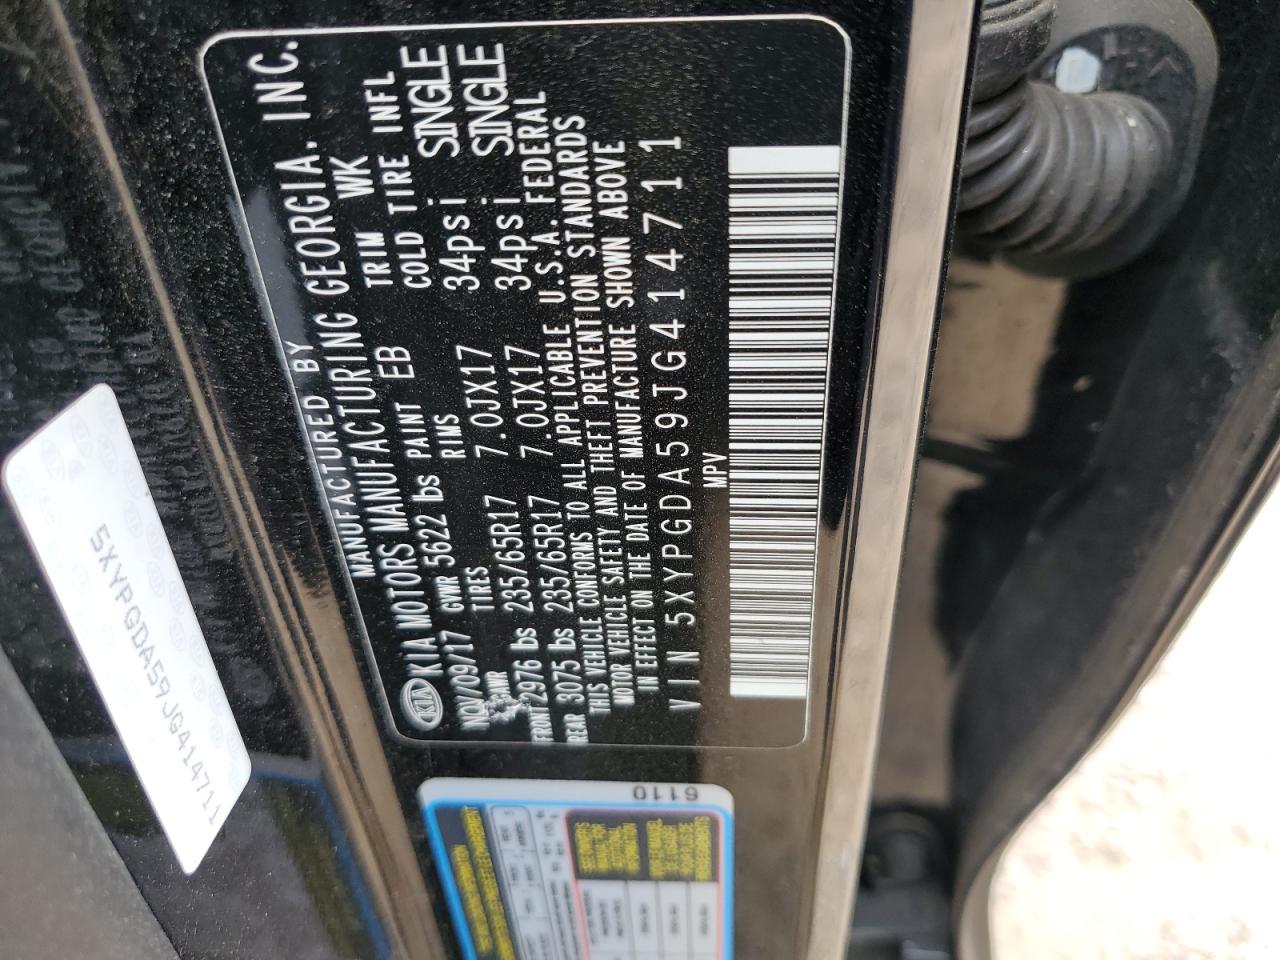 MANUFACTURED BY
KIA KIA MOTORS MANUFACTURING GEORGIA, INC.
NOV/09/17 GVWR 5622 lbs PAINT EB TRIM WK
GAWR TIRES RIMS COLD TIRE INFL
FRONT 2976 lbs 235/65R17 7.0JX17 34psi SINGLE
REAR 3075 lbs 235/65R17 7.0JX17 34psi SINGLE
THIS VEHICLE CONFORMS TO ALL APPLICABLE U.S.A. FEDERAL
MOTOR VEHICLE SAFETY AND THEFT PREVENTION STANDARDS
IN EFFECT ON THE DATE OF MANUFACTURE SHOWN ABOVE
VIN 5XYPGDA59JG414711
MPV
5XYPGDA59JG414711
6110